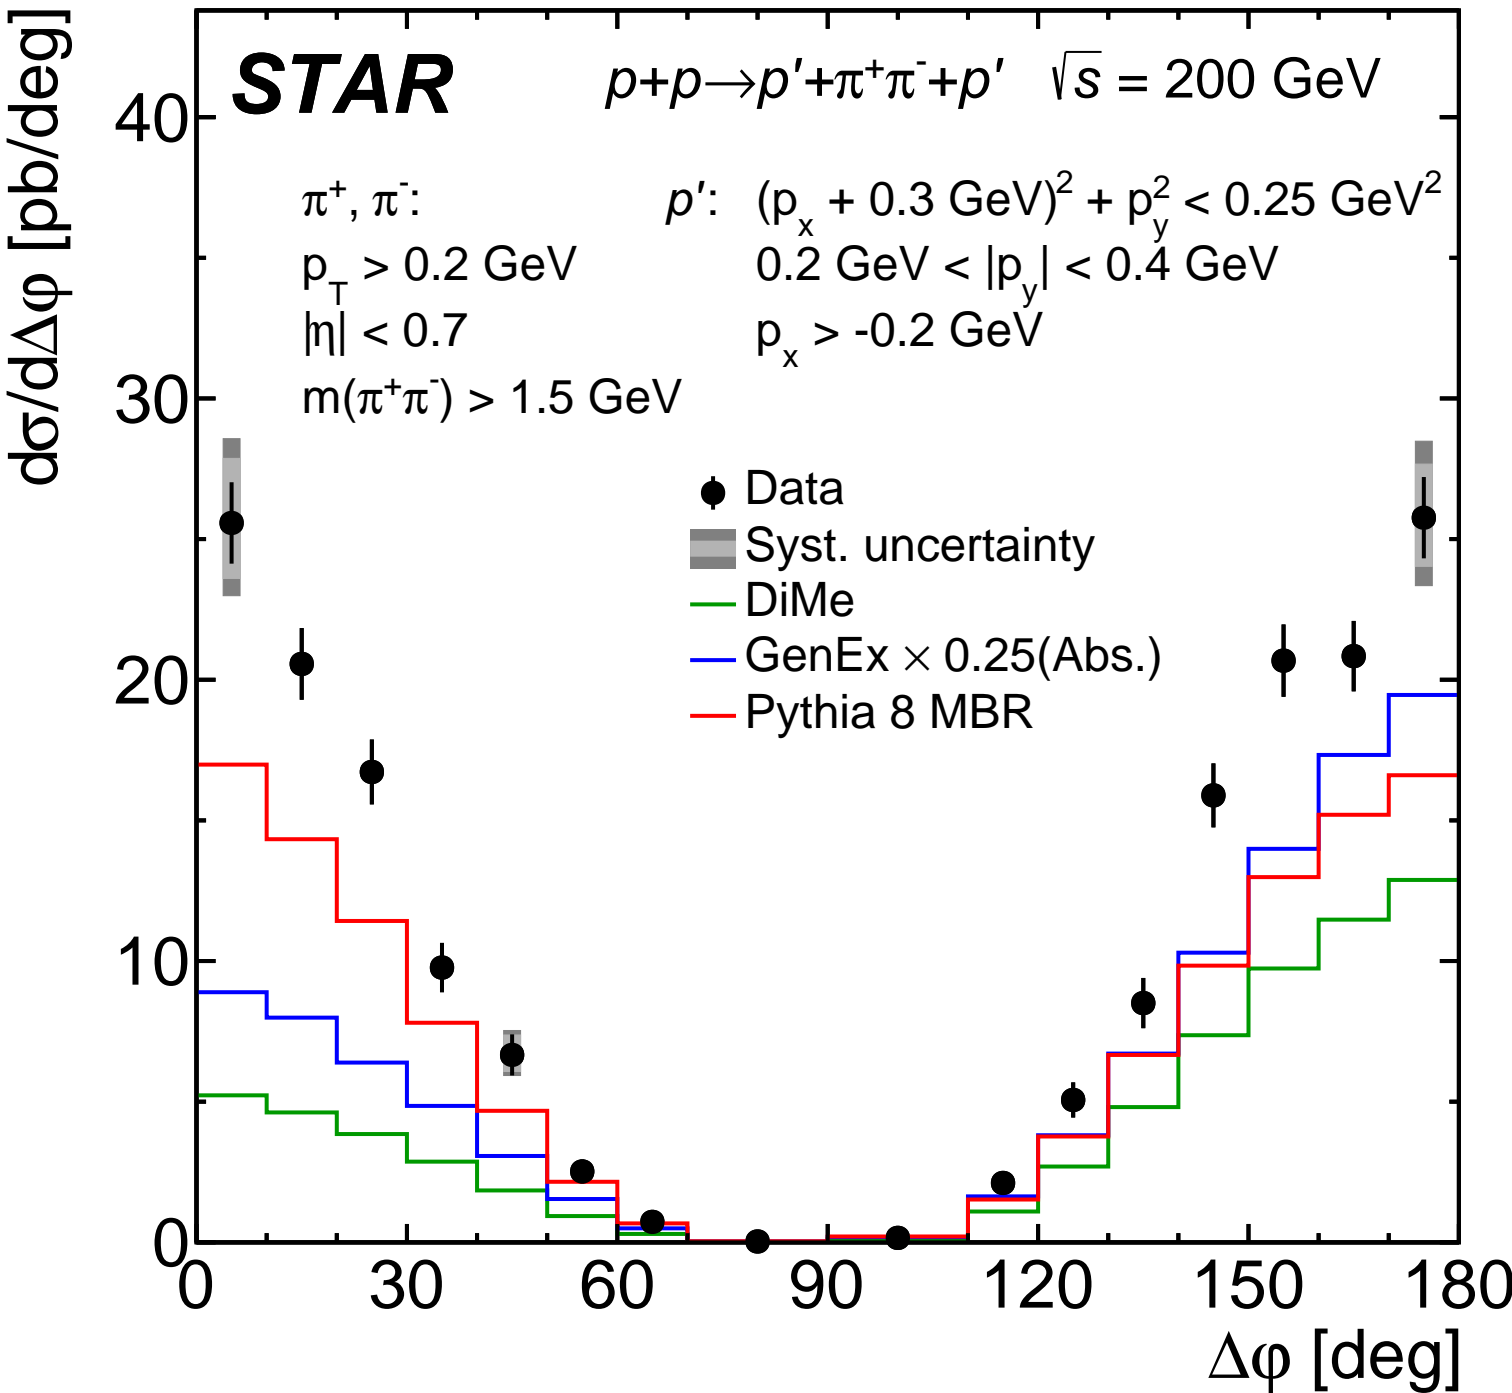 STAR p+p→p′+π⁺π⁻+p′ √s = 200 GeV
π⁺, π⁻: p′: (pₓ + 0.3 GeV)² + p_y² < 0.25 GeV²
p_T > 0.2 GeV 0.2 GeV < |p_y| < 0.4 GeV
|η| < 0.7 pₓ > -0.2 GeV
m(π⁺π⁻) > 1.5 GeV
Data
Syst. uncertainty
DiMe
GenEx × 0.25(Abs.)
Pythia 8 MBR
dσ/dΔφ [pb/deg]
40
30
20
10
0
0 30 60 90 120 150 180
Δφ [deg]